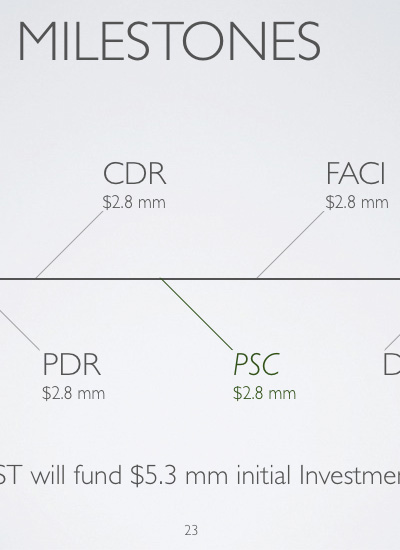 MILESTONES
CDR
$2.8 mm
FACI
$2.8 mm
PDR
$2.8 mm
PSC
$2.8 mm
ST will fund $5.3 mm initial
23